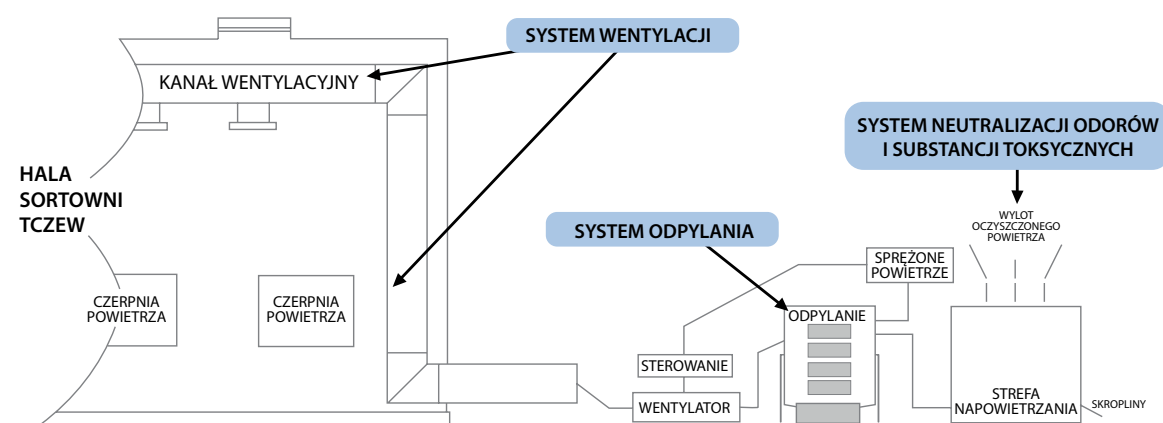 SYSTEM WENTYLACJI
KANAŁ WENTYLACYJNY
SYSTEM NEUTRALIZACJI ODORÓW
I SUBSTANCJI TOKSYCZNYCH
HALA
SORTOWNI
TCZEW
WYLOT
OCZYSZCZONEGO
POWIETRZA
SYSTEM ODPYLANIA
SPRĘŻONE
POWIETRZE
CZERPNIA
POWIETRZA
CZERPNIA
POWIETRZA
ODPYLANIE
STEROWANIE
WENTYLATOR
STREFA
NAPOWIETRZANIA
SKROPLINY